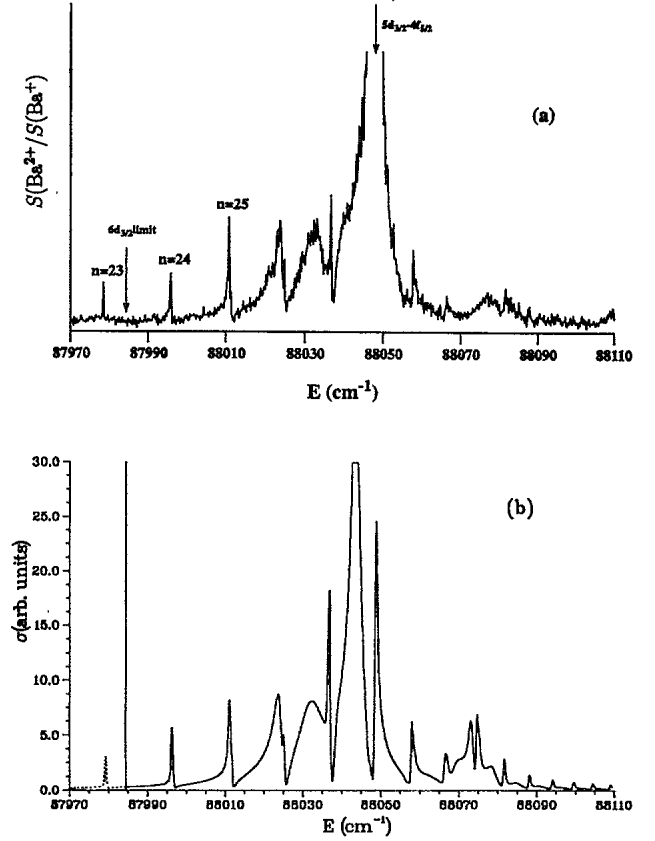 5d₃/₂-4f₅/₂
(a)
S(Ba²⁺/S(Ba⁺)
n=25
6d₃/₂limit
n=23
n=24
87970 87990 88010 88030 88050 88070 88090 88110
E (cm⁻¹)
30.0
(b)
25.0
20.0
σ(arb. units)
15.0
10.0
5.0
0.0
87970 87990 88010 88030 88050 88070 88090 88110
E (cm⁻¹)